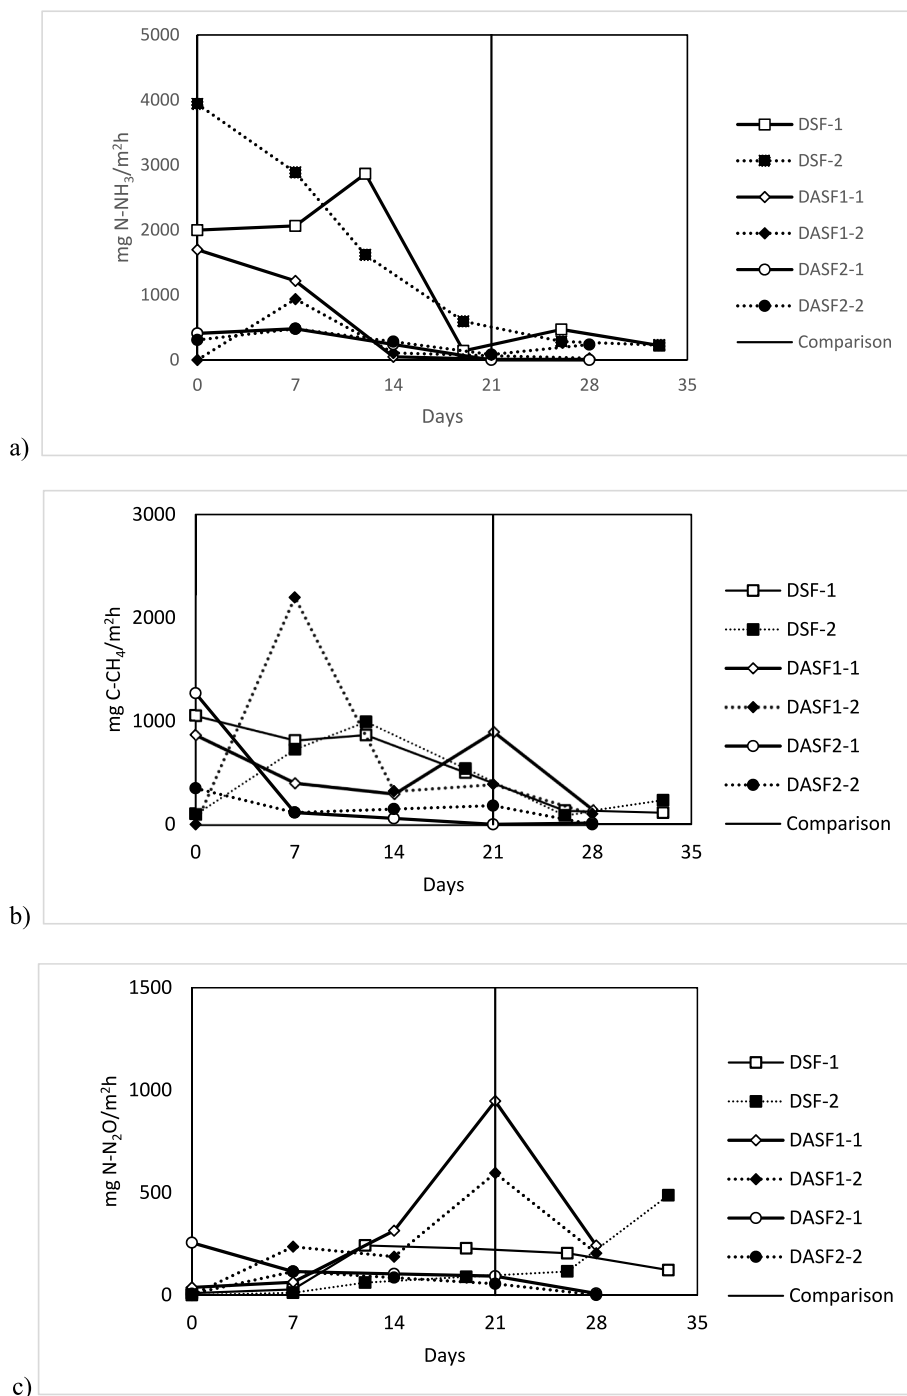 5000
4000
3000
2000
1000
0
mg N-NH3/m2h
0 7 14 21 28 35
Days
DSF-1
DSF-2
DASF1-1
DASF1-2
DASF2-1
DASF2-2
Comparison
a)
3000
2000
1000
0
mg C-CH4/m2h
0 7 14 21 28 35
Days
DSF-1
DSF-2
DASF1-1
DASF1-2
DASF2-1
DASF2-2
Comparison
b)
1500
1000
500
0
mg N-N2O/m2h
0 7 14 21 28 35
Days
DSF-1
DSF-2
DASF1-1
DASF1-2
DASF2-1
DASF2-2
Comparison
c)